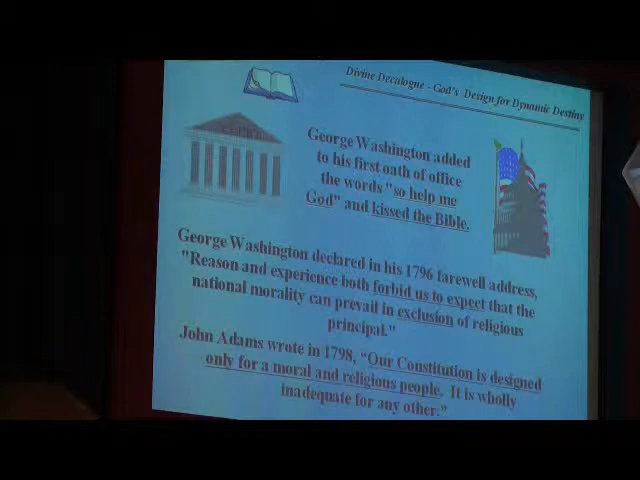 Divine Decalogue - God's Design for Dynamic Destiny
George Washington added
to his first oath of office
the words "so help me
God" and kissed the Bible.
George Washington declared in his 1796 farewell address,
"Reason and experience both forbid us to expect that the
national morality can prevail in exclusion of religious
principal."
John Adams wrote in 1798, "Our Constitution is designed
only for a moral and religious people. It is wholly
inadequate for any other."